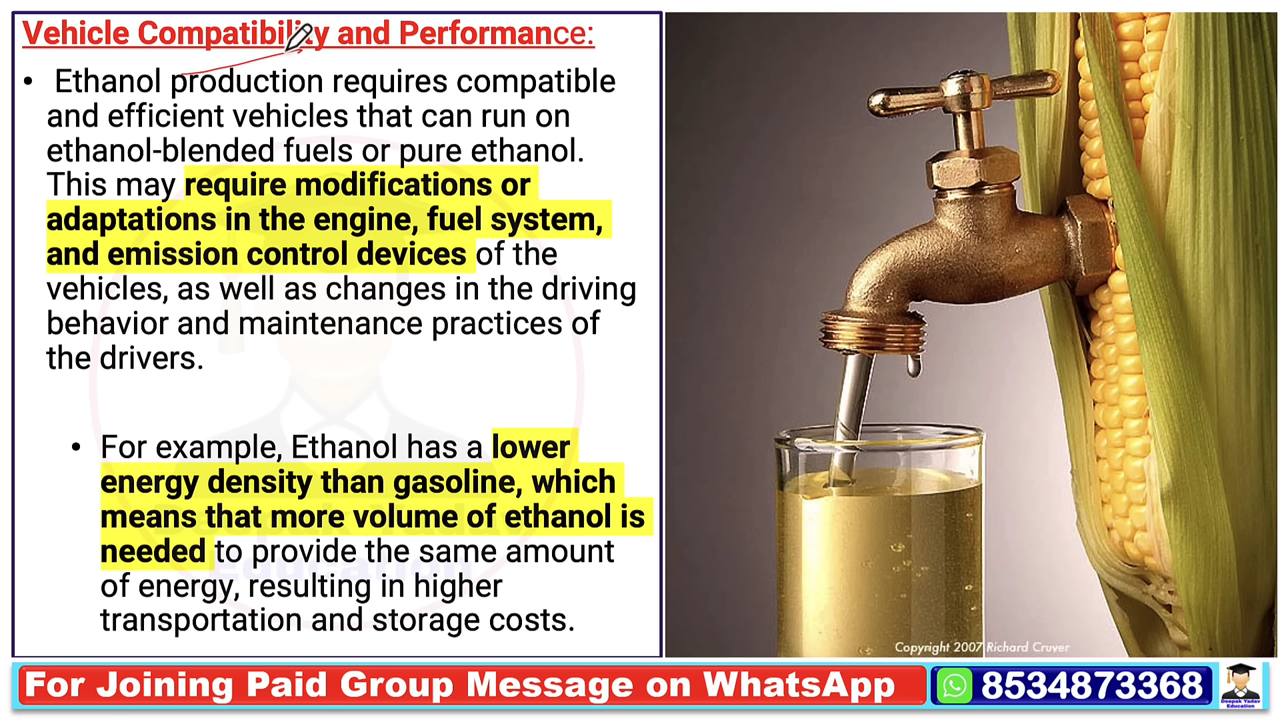 Vehicle Compatibility and Performance:
• Ethanol production requires compatible
and efficient vehicles that can run on
ethanol-blended fuels or pure ethanol.
This may require modifications or
adaptations in the engine, fuel system,
and emission control devices of the
vehicles, as well as changes in the driving
behavior and maintenance practices of
the drivers.
• For example, Ethanol has a lower
energy density than gasoline, which
means that more volume of ethanol is
needed to provide the same amount
of energy, resulting in higher
transportation and storage costs.
Copyright 2007 Richard Cruver
For Joining Paid Group Message on WhatsApp
8534873368
Deepak Yadav
Education